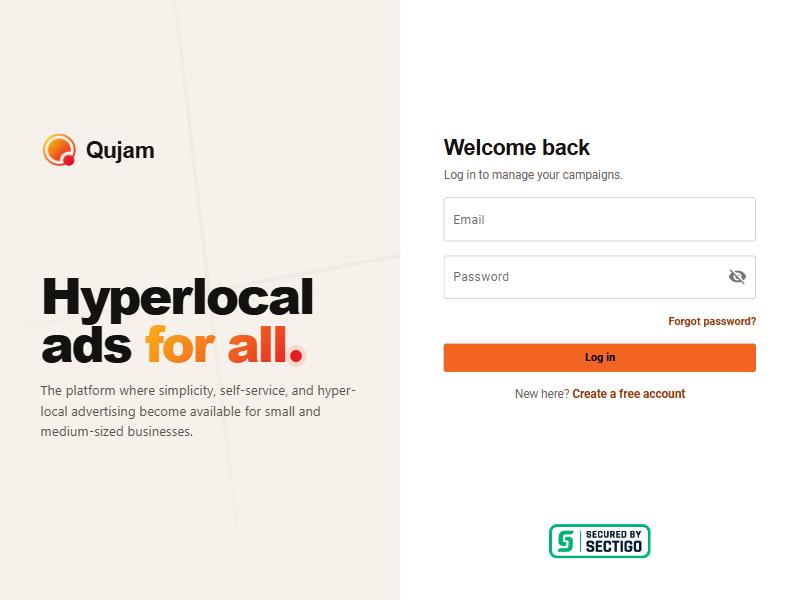 Qujam
Hyperlocal
ads for all.
The platform where simplicity, self-service, and hyper-
local advertising become available for small and
medium-sized businesses.
Welcome back
Log in to manage your campaigns.
Email
Password
Forgot password?
Log in
New here? Create a free account
SECURED BY
SECTIGO